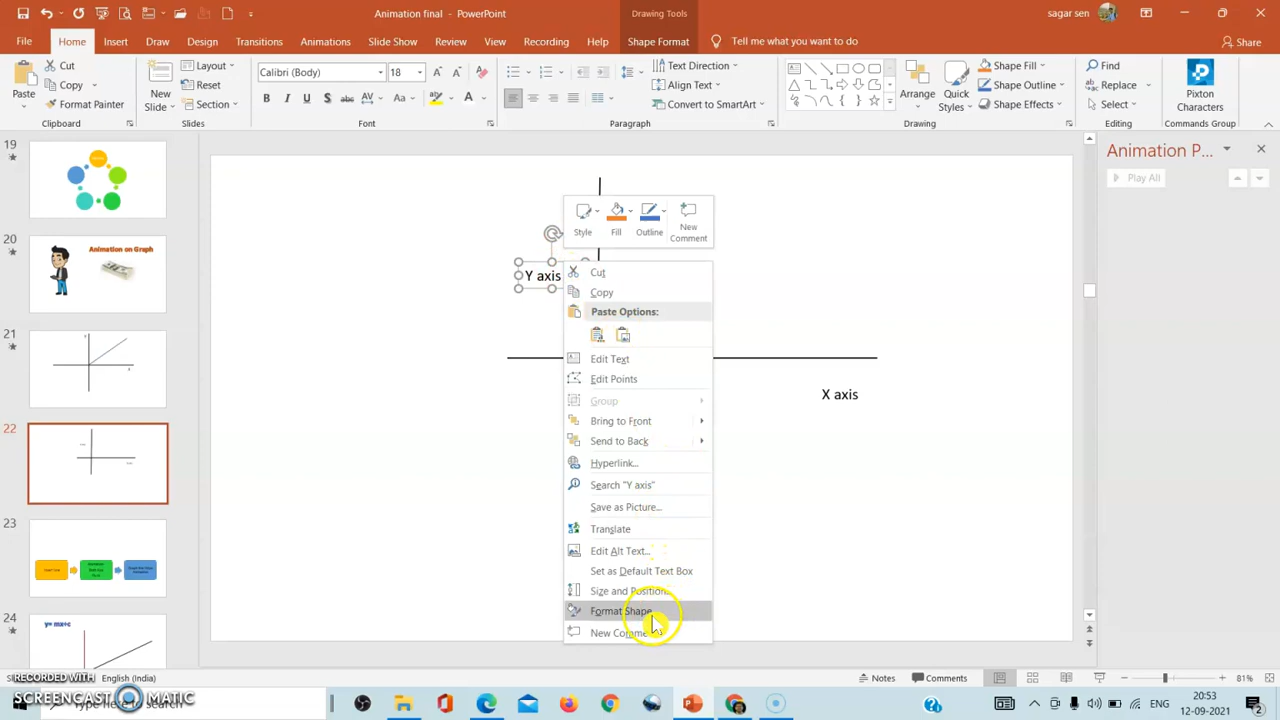 Animation final - PowerPoint
Drawing Tools
sagar sen
File
Home
Insert
Draw
Design
Transitions
Animations
Slide Show
Review
View
Recording
Help
Shape Format
Tell me what you want to do
Share
Paste
Cut
Copy
Format Painter
Clipboard
New Slide
Layout
Reset
Section
Slides
Calibri (Body)
18
Font
Text Direction
Align Text
Convert to SmartArt
Paragraph
Arrange
Quick Styles
Shape Fill
Shape Outline
Shape Effects
Drawing
Find
Replace
Select
Editing
Pixton Characters
Commands Group
19
20
Animation on Graph
21
22
23
24
y= mx+c
Style
Fill
Outline
New Comment
Y axis
X axis
Cut
Copy
Paste Options:
Edit Text
Edit Points
Group
Bring to Front
Send to Back
Hyperlink...
Search "Y axis"
Save as Picture...
Translate
Edit Alt Text...
Set as Default Text Box
Size and Position...
Format Shape...
Animation P...
Play All
RECORDED WITH
SCREENCAST MATIC
English (India)
Notes
Comments
81%
ENG
20:53
12-09-2021
2